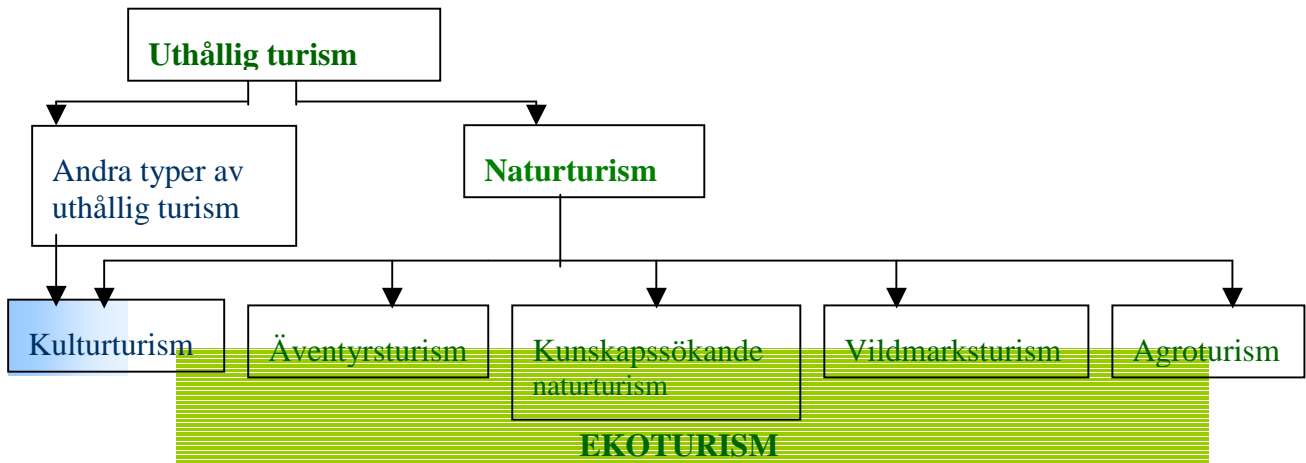 Uthållig turism
Andra typer av
uthållig turism
Naturturism
Kulturturism
Äventyrsturism
Kunskapssökande
naturturism
Vildmarksturism
Agroturism
EKOTURISM